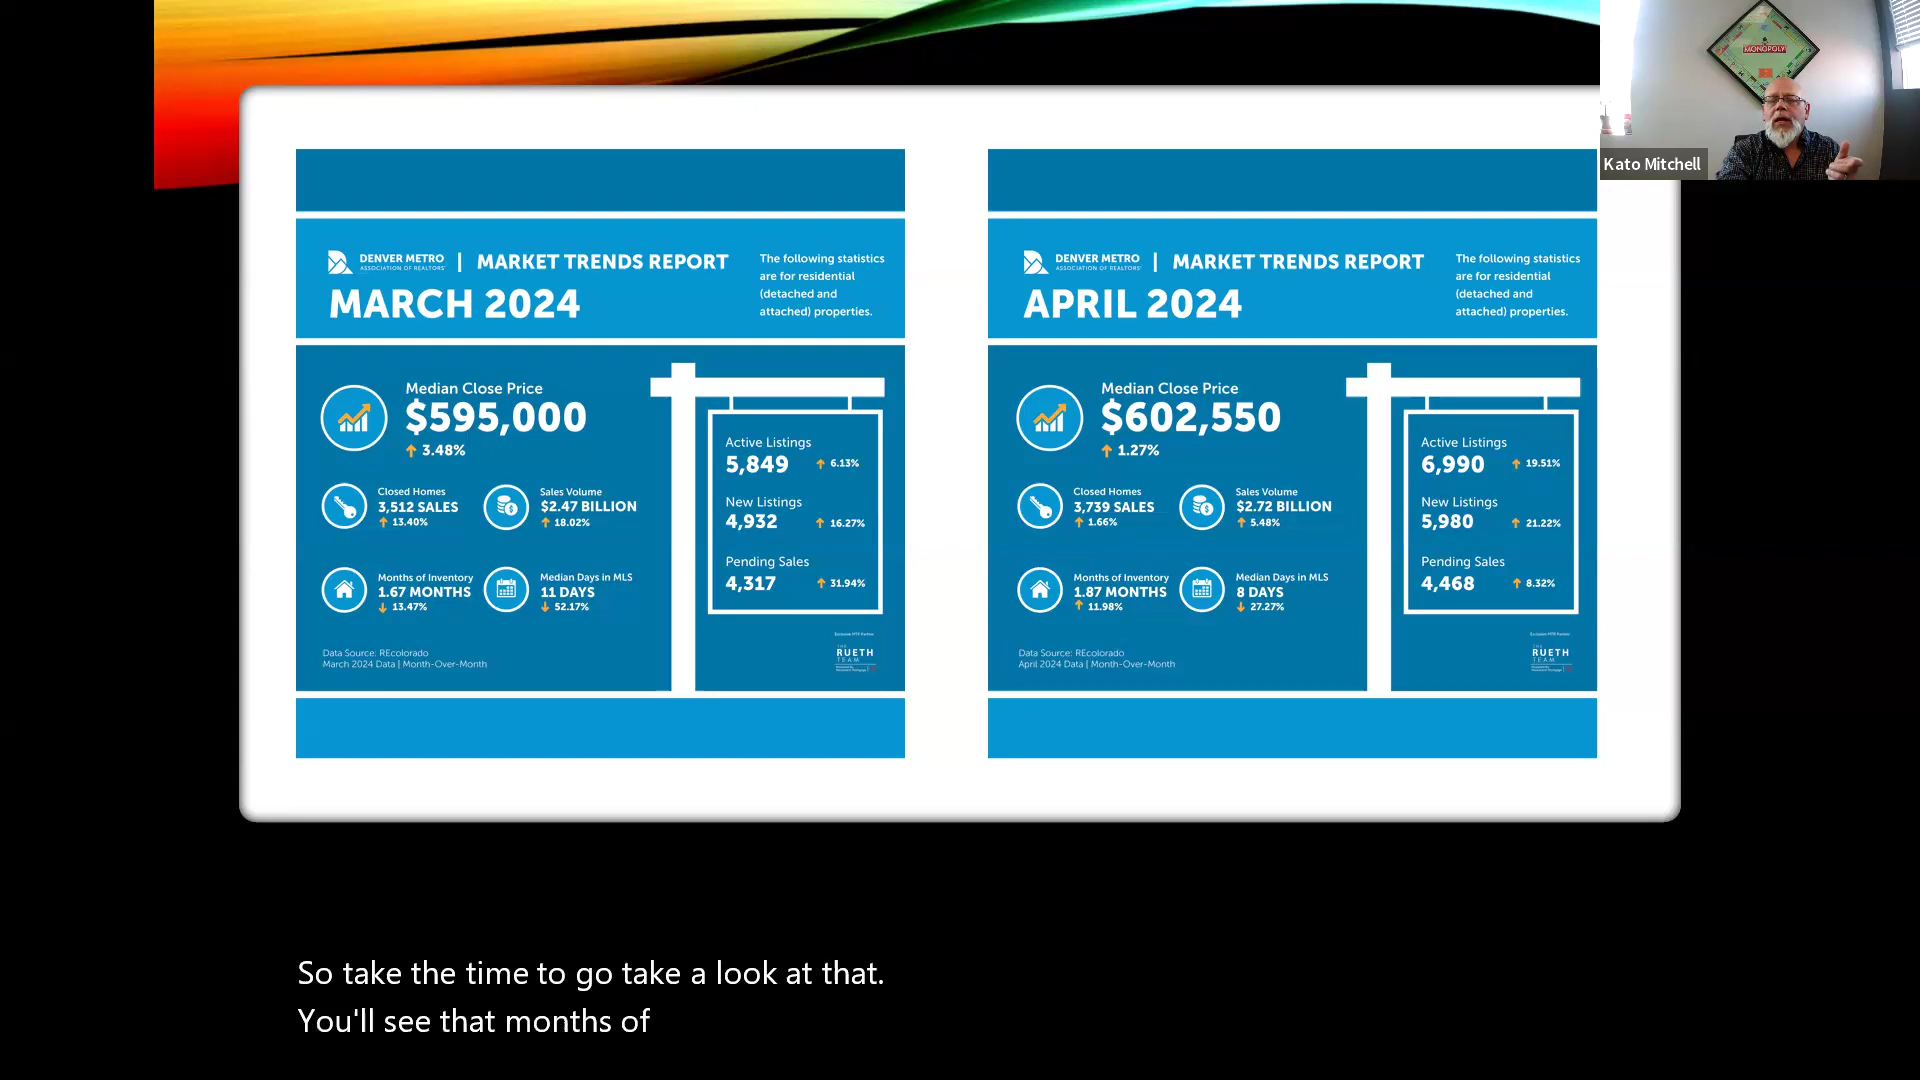 MONOPOLY
Kato Mitchell
DENVER METRO
ASSOCIATION OF REALTORS®
MARKET TRENDS REPORT
MARCH 2024
The following statistics
are for residential
(detached and
attached) properties.
Median Close Price
$595,000
3.48%
Closed Homes
3,512 SALES
13.40%
Sales Volume
$2.47 BILLION
18.02%
Months of Inventory
1.67 MONTHS
13.47%
Median Days in MLS
11 DAYS
52.17%
Active Listings
5,849 6.13%
New Listings
4,932 16.27%
Pending Sales
4,317 31.94%
Data Source: REcolorado
March 2024 Data | Month-Over-Month
Exclusive MTR Partner
THE
RUETH
TEAM
DENVER METRO
ASSOCIATION OF REALTORS®
MARKET TRENDS REPORT
APRIL 2024
The following statistics
are for residential
(detached and
attached) properties.
Median Close Price
$602,550
1.27%
Closed Homes
3,739 SALES
1.66%
Sales Volume
$2.72 BILLION
5.48%
Months of Inventory
1.87 MONTHS
11.98%
Median Days in MLS
8 DAYS
27.27%
Active Listings
6,990 19.51%
New Listings
5,980 21.22%
Pending Sales
4,468 8.32%
Data Source: REcolorado
April 2024 Data | Month-Over-Month
Exclusive MTR Partner
THE
RUETH
TEAM
So take the time to go take a look at that.
You'll see that months of